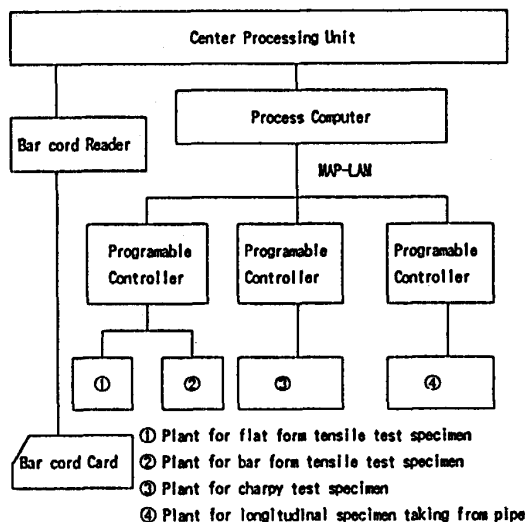 Center Processing Unit
Bar cord Reader
Process Computer
MAP-LAN
Programable
Controller
Programable
Controller
Programable
Controller
①
②
③
④
Bar cord Card
① Plant for flat form tensile test specimen
② Plant for bar form tensile test specimen
③ Plant for charpy test specimen
④ Plant for longitudinal specimen taking from pipe